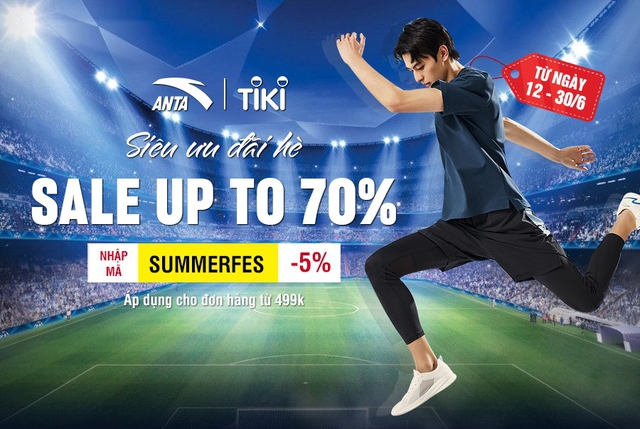 ANTA | TIKI
TỪ NGÀY
12 - 30/6
Siêu ưu đãi hè
SALE UP TO 70%
NHẬP
MÃ
SUMMERFES
-5%
Áp dụng cho đơn hàng từ 499k